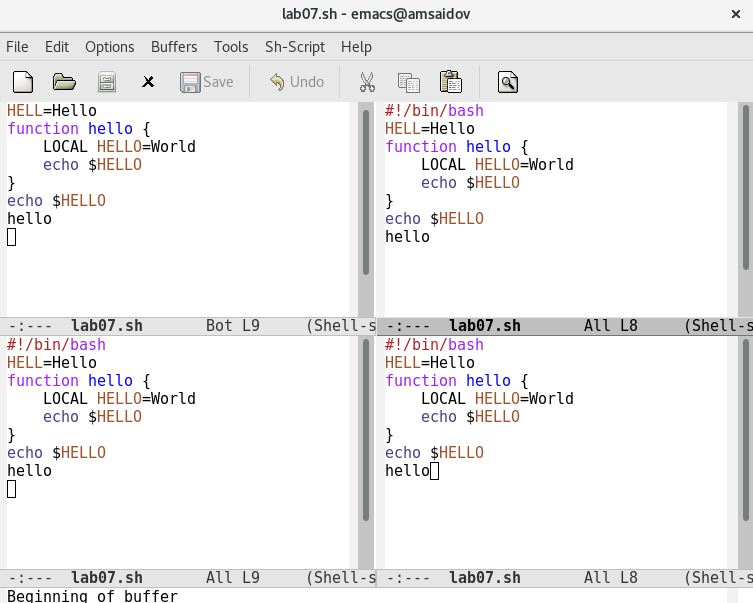 lab07.sh - emacs@amsaidov
File Edit Options Buffers Tools Sh-Script Help
Save Undo
HELL=Hello
function hello {
    LOCAL HELLO=World
    echo $HELLO
}
echo $HELLO
hello
-:--- lab07.sh Bot L9 (Shell-s
#!/bin/bash
HELL=Hello
function hello {
    LOCAL HELLO=World
    echo $HELLO
}
echo $HELLO
hello
-:--- lab07.sh All L8 (Shell-s
#!/bin/bash
HELL=Hello
function hello {
    LOCAL HELLO=World
    echo $HELLO
}
echo $HELLO
hello
-:--- lab07.sh All L9 (Shell-s
#!/bin/bash
HELL=Hello
function hello {
    LOCAL HELLO=World
    echo $HELLO
}
echo $HELLO
hello
-:--- lab07.sh All L8 (Shell-s
Beginning of buffer